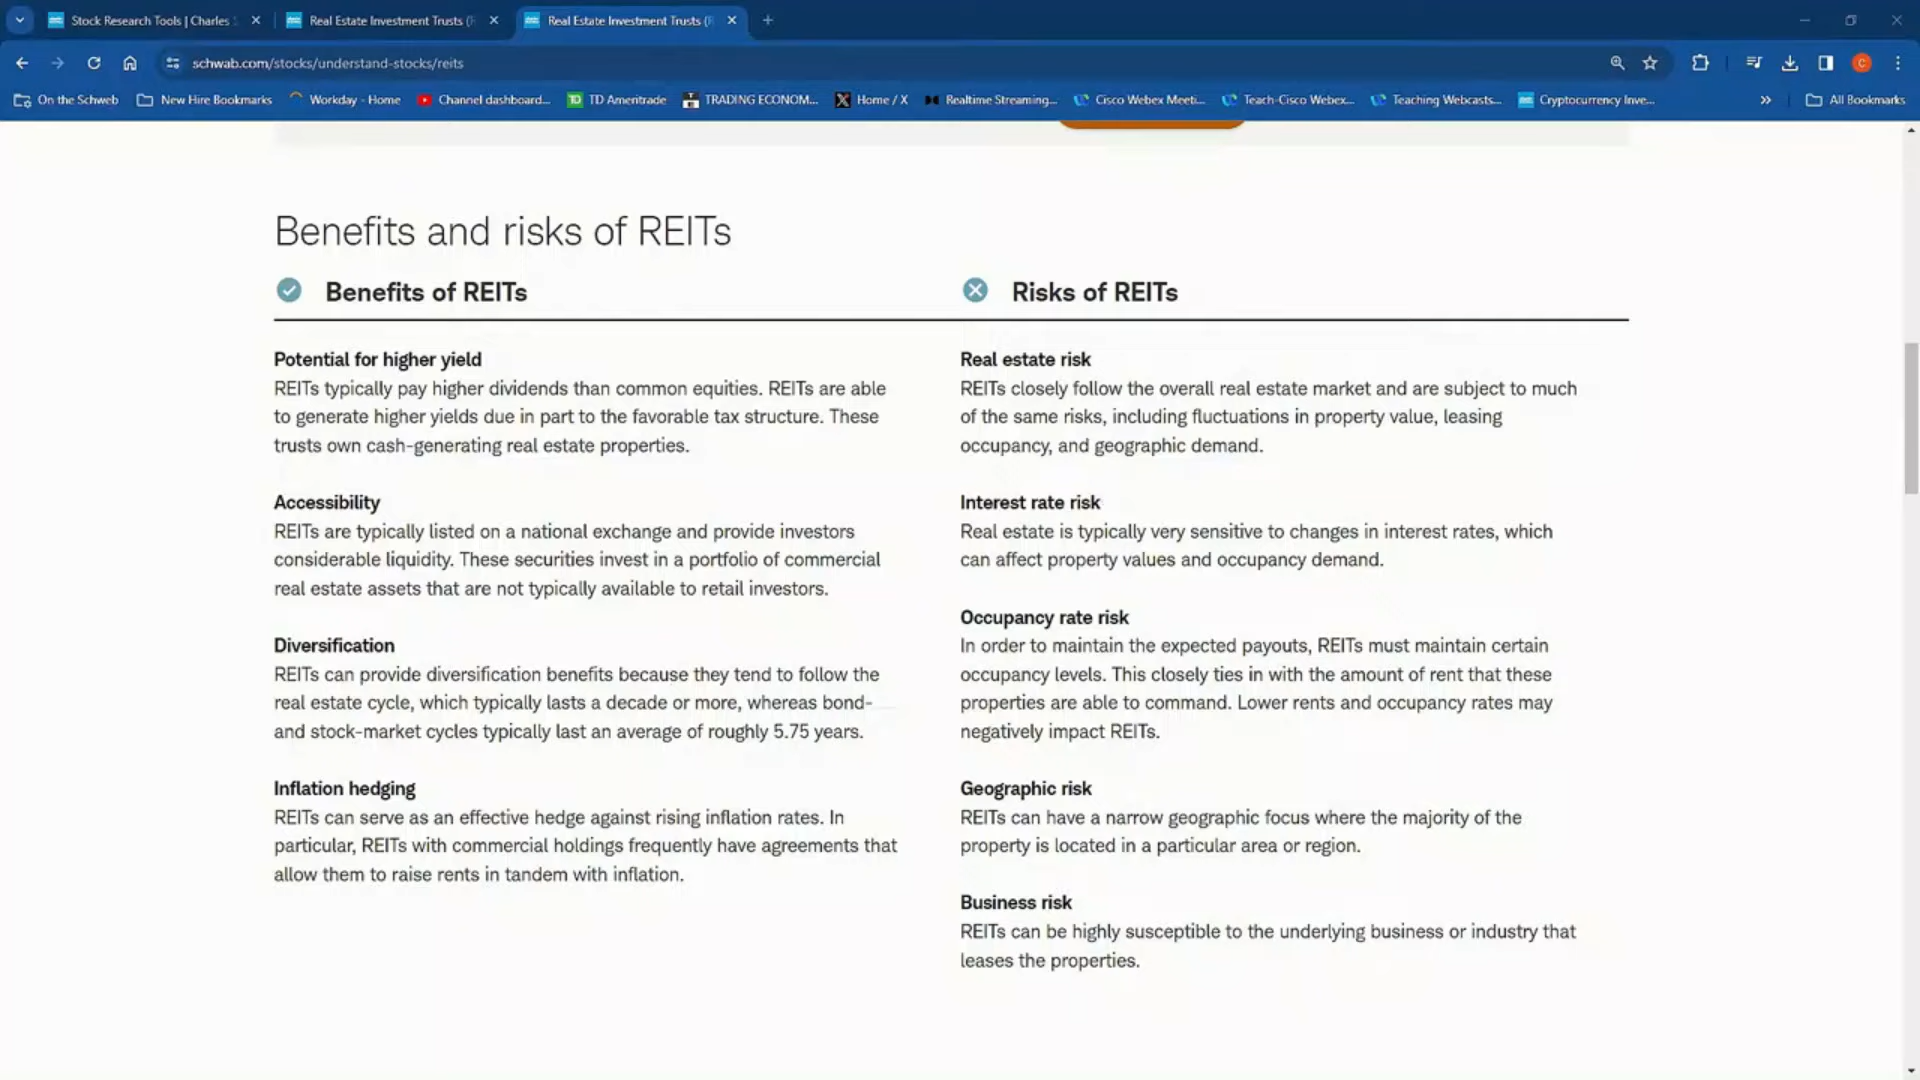 Stock Research Tools | Charles
Real Estate Investment Trusts (
Real Estate Investment Trusts (
schwab.com/stocks/understand-stocks/reits
On the Schweb
New Hire Bookmarks
Workday - Home
Channel dashboard...
TD Ameritrade
TRADING ECONOM...
Home / X
Realtime Streaming...
Cisco Webex Meeti...
Teach-Cisco Webex...
Teaching Webcasts...
Cryptocurrency Inve...
All Bookmarks
Benefits and risks of REITs
Benefits of REITs
Potential for higher yield
REITs typically pay higher dividends than common equities. REITs are able
to generate higher yields due in part to the favorable tax structure. These
trusts own cash-generating real estate properties.
Accessibility
REITs are typically listed on a national exchange and provide investors
considerable liquidity. These securities invest in a portfolio of commercial
real estate assets that are not typically available to retail investors.
Diversification
REITs can provide diversification benefits because they tend to follow the
real estate cycle, which typically lasts a decade or more, whereas bond-
and stock-market cycles typically last an average of roughly 5.75 years.
Inflation hedging
REITs can serve as an effective hedge against rising inflation rates. In
particular, REITs with commercial holdings frequently have agreements that
allow them to raise rents in tandem with inflation.
Risks of REITs
Real estate risk
REITs closely follow the overall real estate market and are subject to much
of the same risks, including fluctuations in property value, leasing
occupancy, and geographic demand.
Interest rate risk
Real estate is typically very sensitive to changes in interest rates, which
can affect property values and occupancy demand.
Occupancy rate risk
In order to maintain the expected payouts, REITs must maintain certain
occupancy levels. This closely ties in with the amount of rent that these
properties are able to command. Lower rents and occupancy rates may
negatively impact REITs.
Geographic risk
REITs can have a narrow geographic focus where the majority of the
property is located in a particular area or region.
Business risk
REITs can be highly susceptible to the underlying business or industry that
leases the properties.